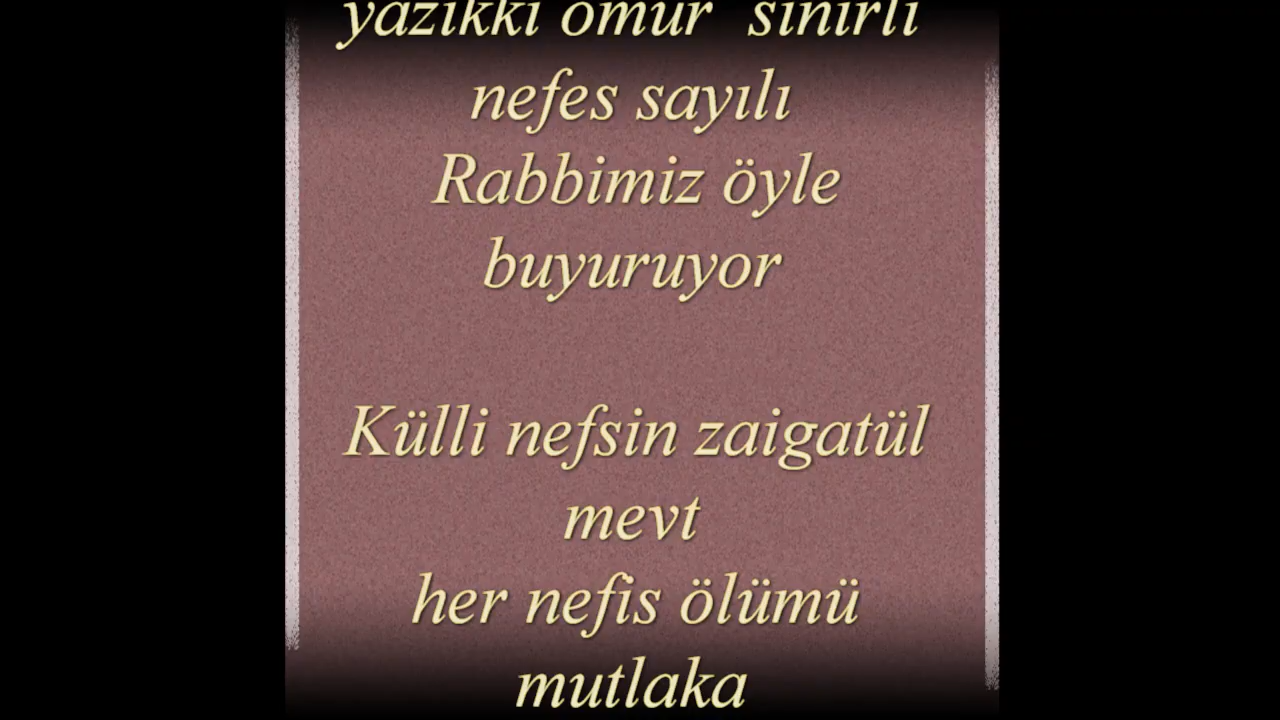 yazıkki ömür sınırlı
nefes sayılı
Rabbimiz öyle
buyuruyor
Külli nefsin zaigatül
mevt
her nefis ölümü
mutlaka